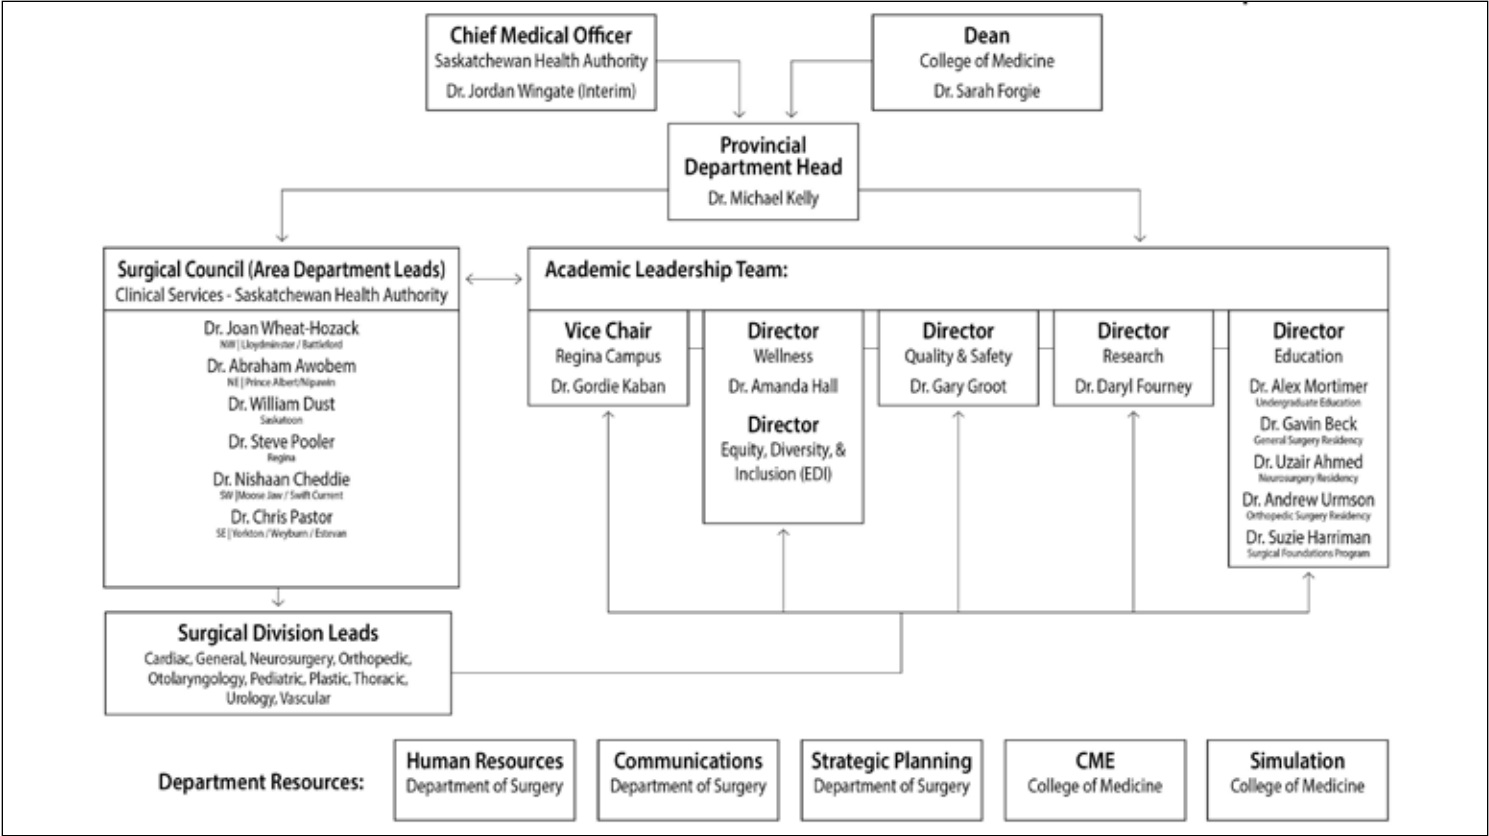 Chief Medical Officer
Saskatchewan Health Authority
Dr. Jordan Wingate (Interim)
Dean
College of Medicine
Dr. Sarah Forgie
Provincial
Department Head
Dr. Michael Kelly
Surgical Council (Area Department Leads)
Clinical Services - Saskatchewan Health Authority
Dr. Joan Wheat-Hozack
NW | Lloydminster / Battleford
Dr. Abraham Awobem
NE | Prince Albert/Nipawin
Dr. William Dust
Saskatoon
Dr. Steve Pooler
Regina
Dr. Nishaan Cheddie
SW |Moose Jaw / Swift Current
Dr. Chris Pastor
SE | Yorkton / Weyburn / Estevan
Academic Leadership Team:
Vice Chair
Regina Campus
Dr. Gordie Kaban
Director
Wellness
Dr. Amanda Hall
Director
Equity, Diversity, &
Inclusion (EDI)
Director
Quality & Safety
Dr. Gary Groot
Director
Research
Dr. Daryl Fourney
Director
Education
Dr. Alex Mortimer
Undergraduate Education
Dr. Gavin Beck
General Surgery Residency
Dr. Uzair Ahmed
Neurosurgery Residency
Dr. Andrew Urmson
Orthopedic Surgery Residency
Dr. Suzie Harriman
Surgical Foundations Program
Surgical Division Leads
Cardiac, General, Neurosurgery, Orthopedic,
Otolaryngology, Pediatric, Plastic, Thoracic,
Urology, Vascular
Department Resources:
Human Resources
Department of Surgery
Communications
Department of Surgery
Strategic Planning
Department of Surgery
CME
College of Medicine
Simulation
College of Medicine